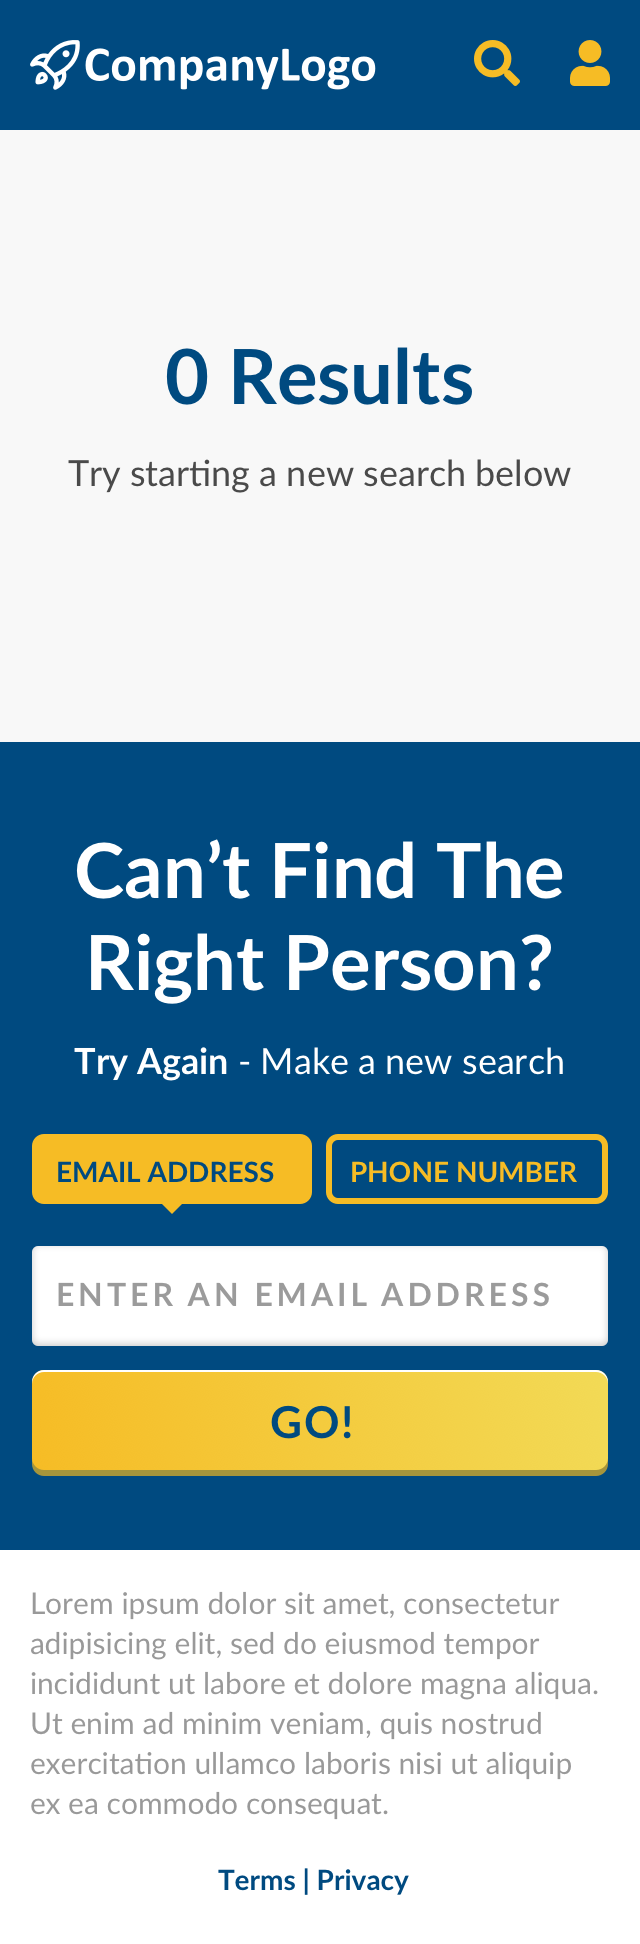 CompanyLogo
0 Results
Try starting a new search below
Can’t Find The
Right Person?
Try Again - Make a new search
EMAIL ADDRESS
PHONE NUMBER
ENTER AN EMAIL ADDRESS
GO!
Lorem ipsum dolor sit amet, consectetur
adipisicing elit, sed do eiusmod tempor
incididunt ut labore et dolore magna aliqua.
Ut enim ad minim veniam, quis nostrud
exercitation ullamco laboris nisi ut aliquip
ex ea commodo consequat.
Terms | Privacy